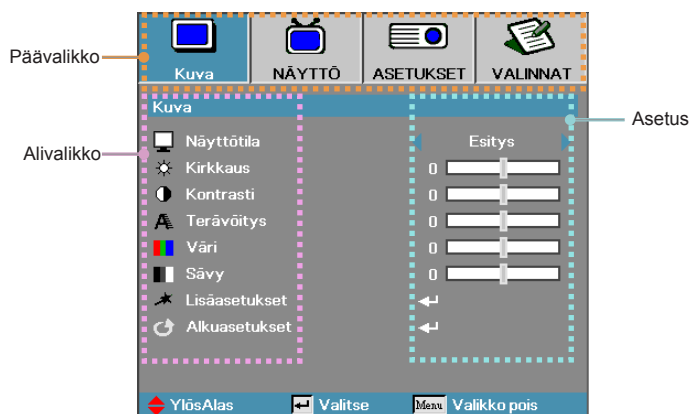 Päävalikko
Kuva NÄYTTÖ ASETUKSET VALINNAT
Kuva
Asetus
Alivalikko
Näyttötila Esitys
Kirkkaus 0
Kontrasti 0
Terävöitys 0
Väri 0
Sävy 0
Lisäasetukset
Alkuasetukset
YlösAlas Valitse Menu Valikko pois